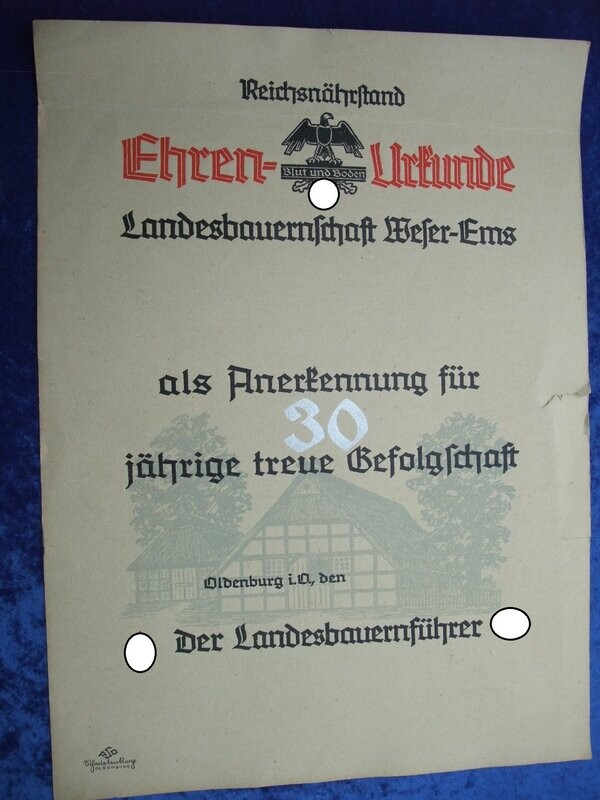 Reichsnährstand
Ehren-Urkunde
Blut und Boden
Landesbauernschaft Weser-Ems
als Anerkennung für
30
jährige treue Gefolgschaft
Oldenburg i.O., den
Der Landesbauernführer
OLDENBURG